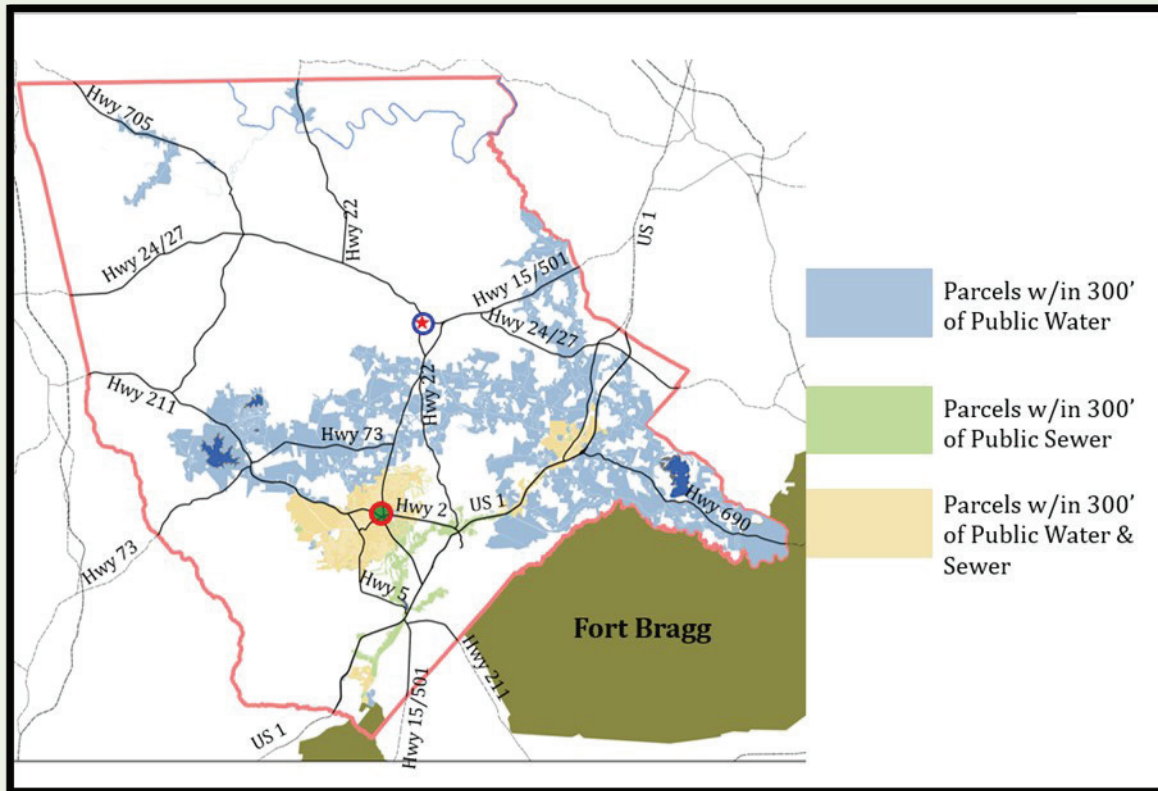 Hwy 705
Hwy 22
Hwy 24/27
US 1
Hwy 15/501
Hwy 24/27
Hwy 211
Hwy 22
Hwy 73
Hwy 2
US 1
Hwy 690
Hwy 73
Hwy 5
Fort Bragg
Hwy 211
US 1
Hwy 15/501
Parcels w/in 300’
of Public Water
Parcels w/in 300’
of Public Sewer
Parcels w/in 300’
of Public Water &
Sewer